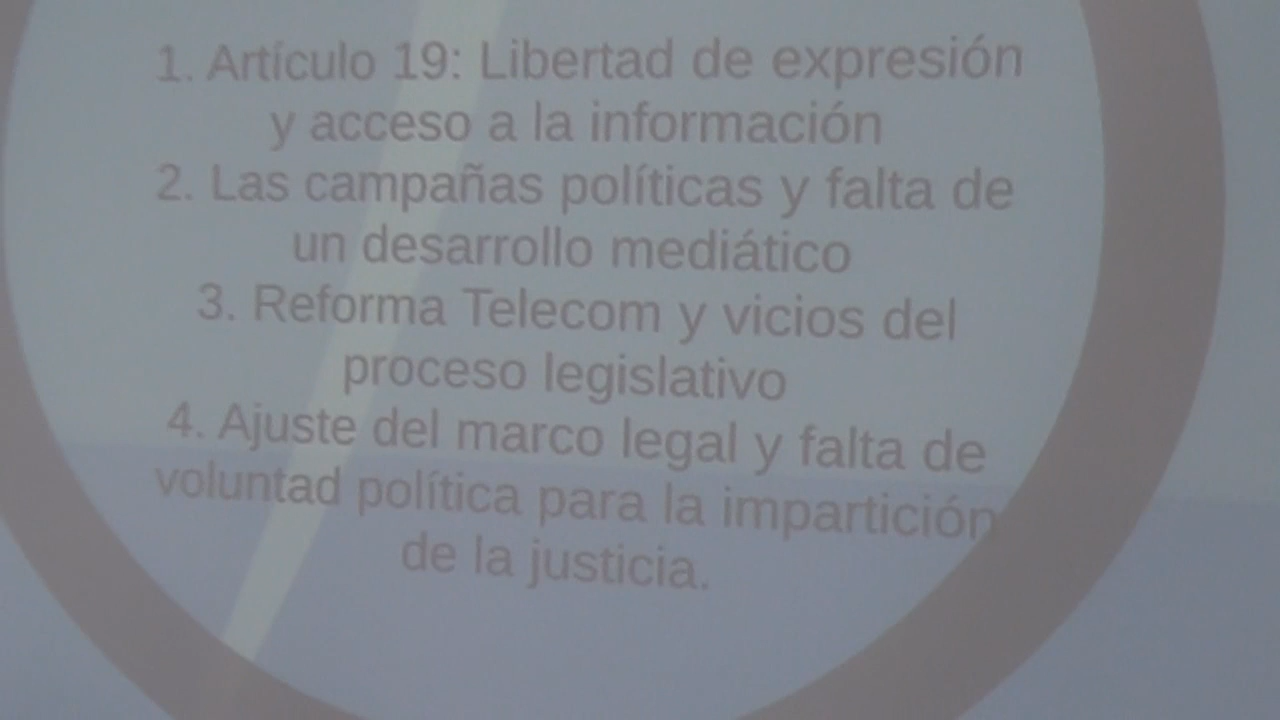 1. Artículo 19: Libertad de expresión
y acceso a la información
2. Las campañas políticas y falta de
un desarrollo mediático
3. Reforma Telecom y vicios del
proceso legislativo
4. Ajuste del marco legal y falta de
voluntad política para la impartición
de la justicia.